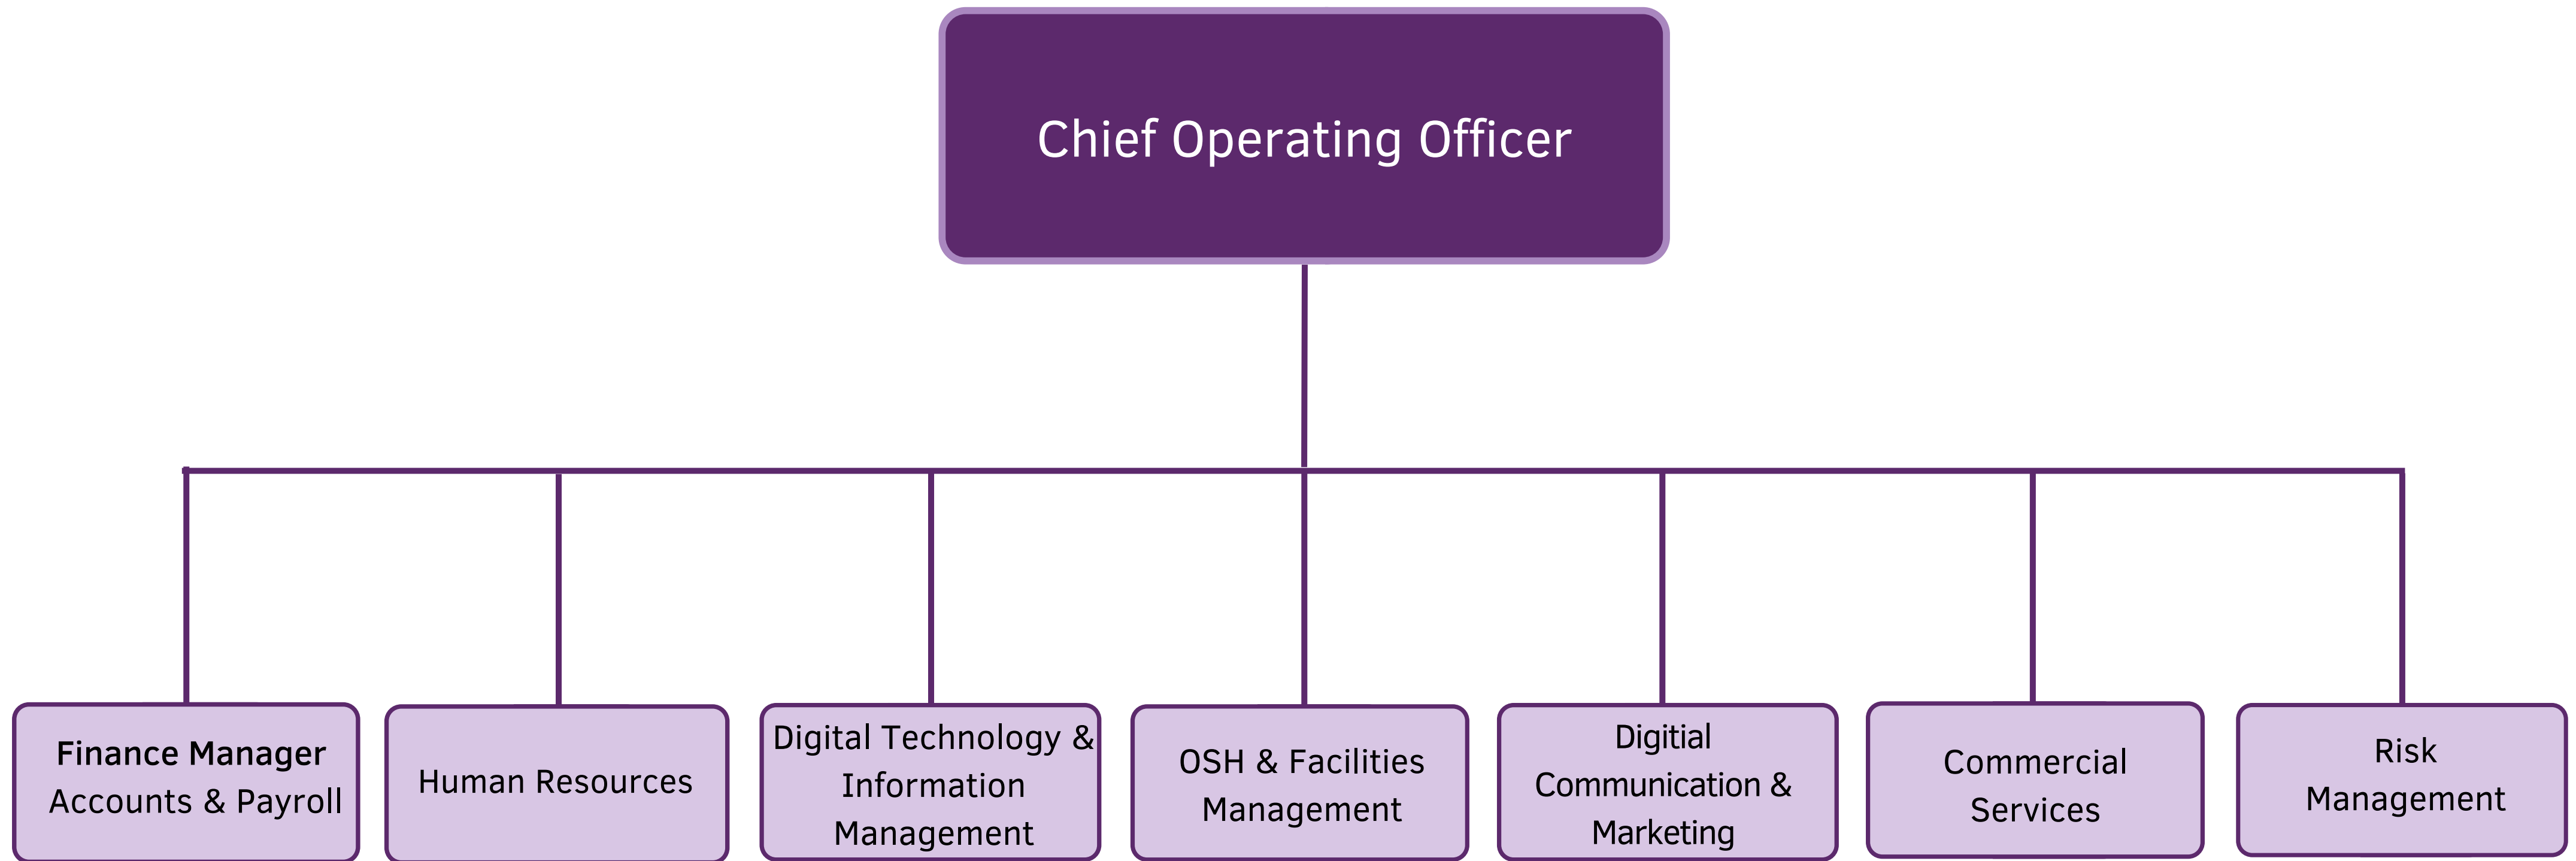 Chief Operating Officer
Finance Manager
Accounts & Payroll
Human Resources
Digital Technology &
Information
Management
OSH & Facilities
Management
Digitial
Communication &
Marketing
Commercial
Services
Risk
Management